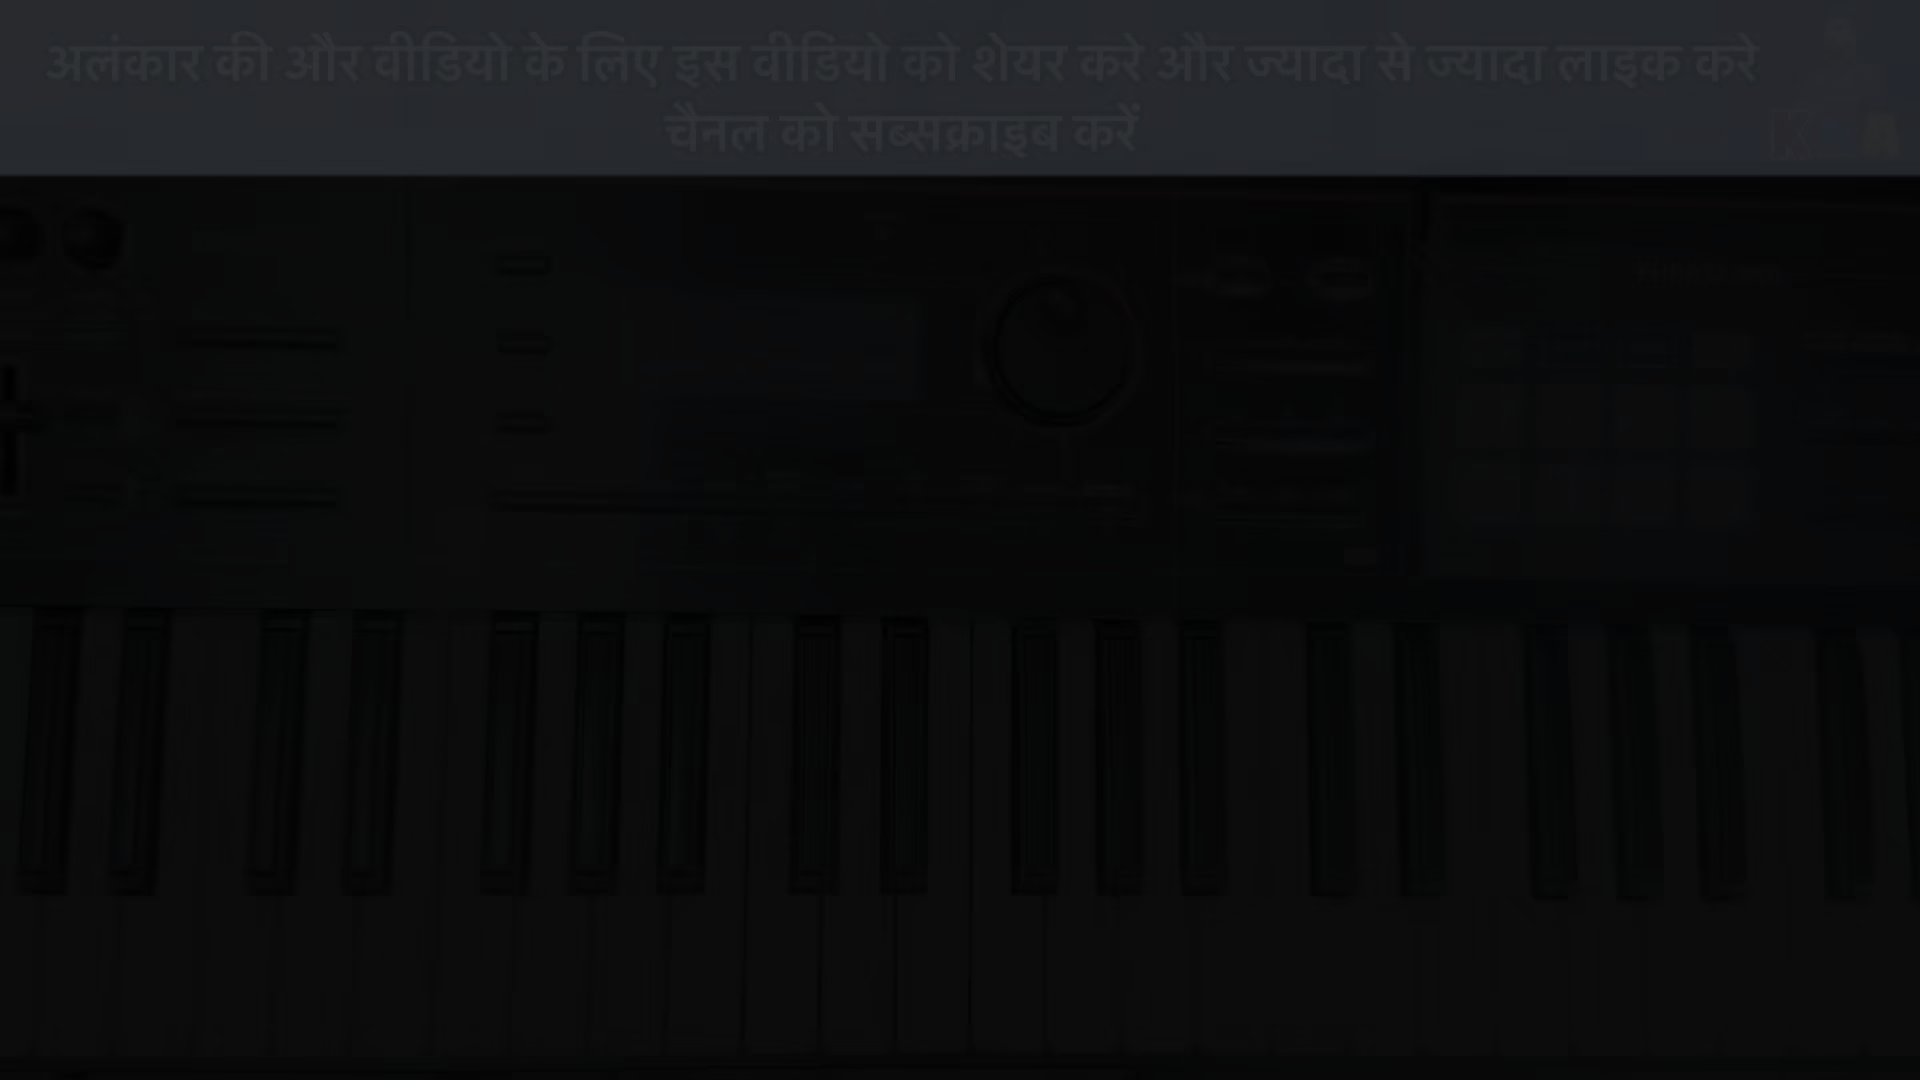 अलंकार की और वीडियो के लिए इस वीडियो को शेयर करे और ज्यादा से ज्यादा लाइक करे
चैनल को सब्सक्राइब करें